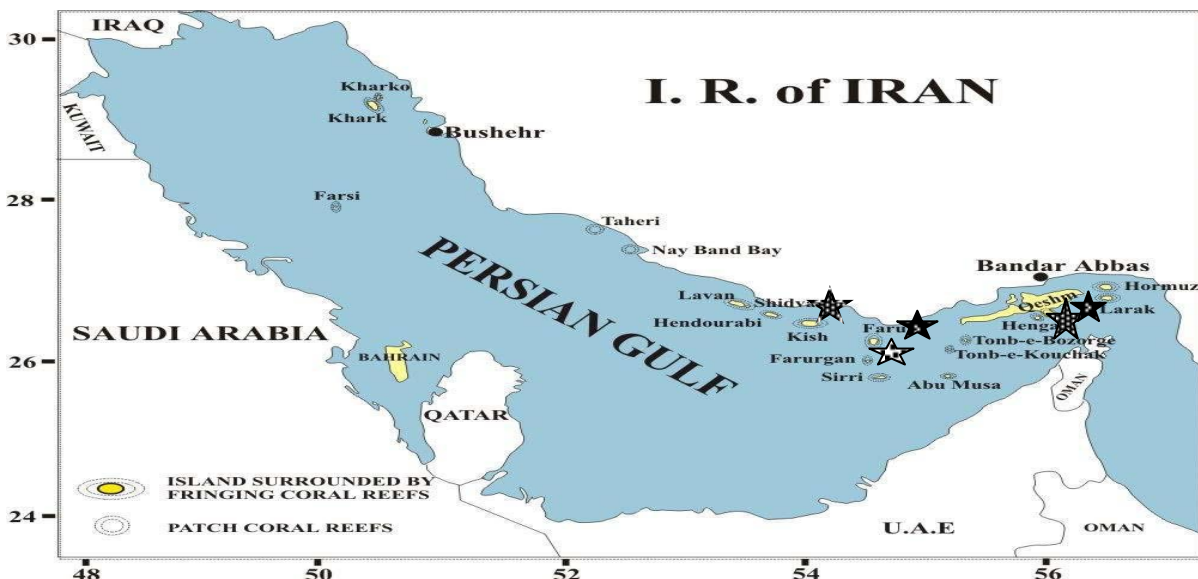 IRAQ
30
I. R. of IRAN
Kharko
Khark
KUWAIT
Bushehr
28
Farsi
Taheri
Nay Band Bay
Bandar Abbas
PERSIAN GULF
Lavan
Qeshm
Hormuz
Larak
Hendourabi
SAUDI ARABIA
Kish
Tonb-e-Bozorge
BAHRAIN
26
Farurgan
Tonb-e-Kouchak
Sirri
Abu Musa
OMAN
QATAR
ISLAND SURROUNDED BY
FRINGING CORAL REEFS
PATCH CORAL REEFS
24
U.A.E
OMAN
48
50
52
54
56